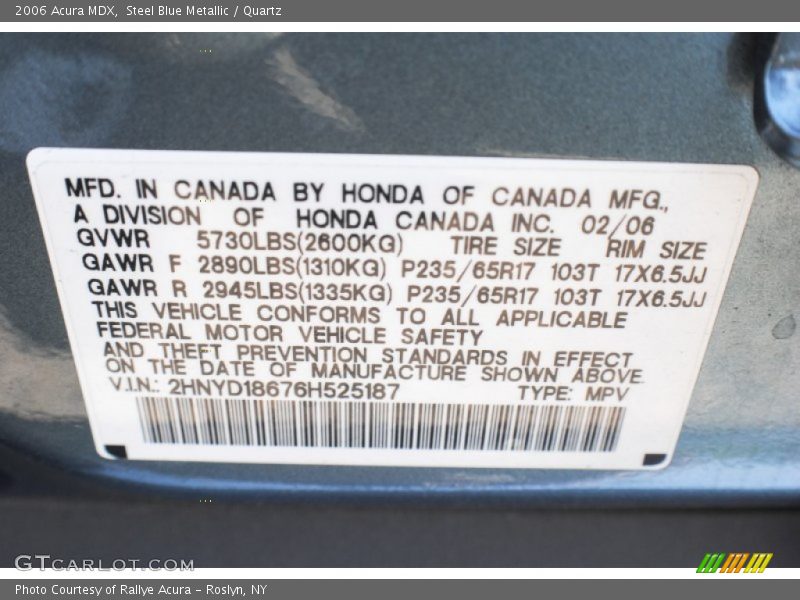 2006 Acura MDX, Steel Blue Metallic / Quartz
MFD. IN CANADA BY HONDA OF CANADA MFG.,
A DIVISION OF HONDA CANADA INC. 02/06
GVWR 5730LBS(2600KG) TIRE SIZE RIM SIZE
GAWR F 2890LBS(1310KG) P235/65R17 103T 17X6.5JJ
GAWR R 2945LBS(1335KG) P235/65R17 103T 17X6.5JJ
THIS VEHICLE CONFORMS TO ALL APPLICABLE
FEDERAL MOTOR VEHICLE SAFETY
AND THEFT PREVENTION STANDARDS IN EFFECT
ON THE DATE OF MANUFACTURE SHOWN ABOVE.
V.I.N.: 2HNYD18676H525187 TYPE: MPV
GTCARLOT.COM
Photo Courtesy of Rallye Acura - Roslyn, NY